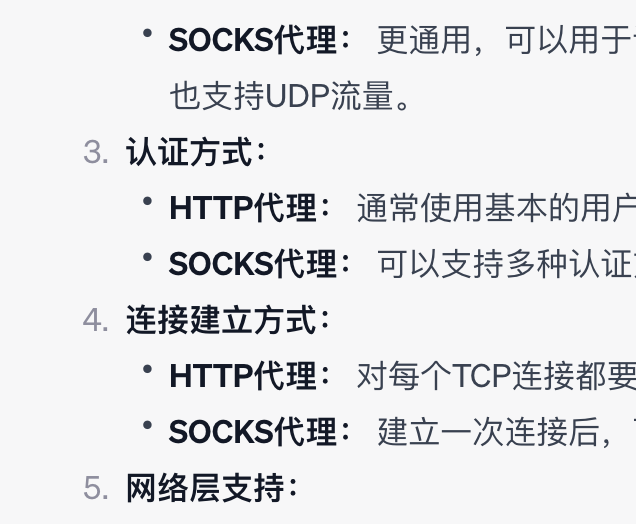 • SOCKS代理： 更通用，可以用于
也支持UDP流量。
3. 认证方式：
• HTTP代理： 通常使用基本的用户
• SOCKS代理： 可以支持多种认证
4. 连接建立方式：
• HTTP代理： 对每个TCP连接都要
• SOCKS代理： 建立一次连接后，
5. 网络层支持：